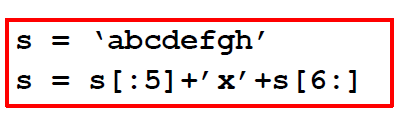 s = ‘abcdefgh’
s = s[:5]+’x’+s[6:]